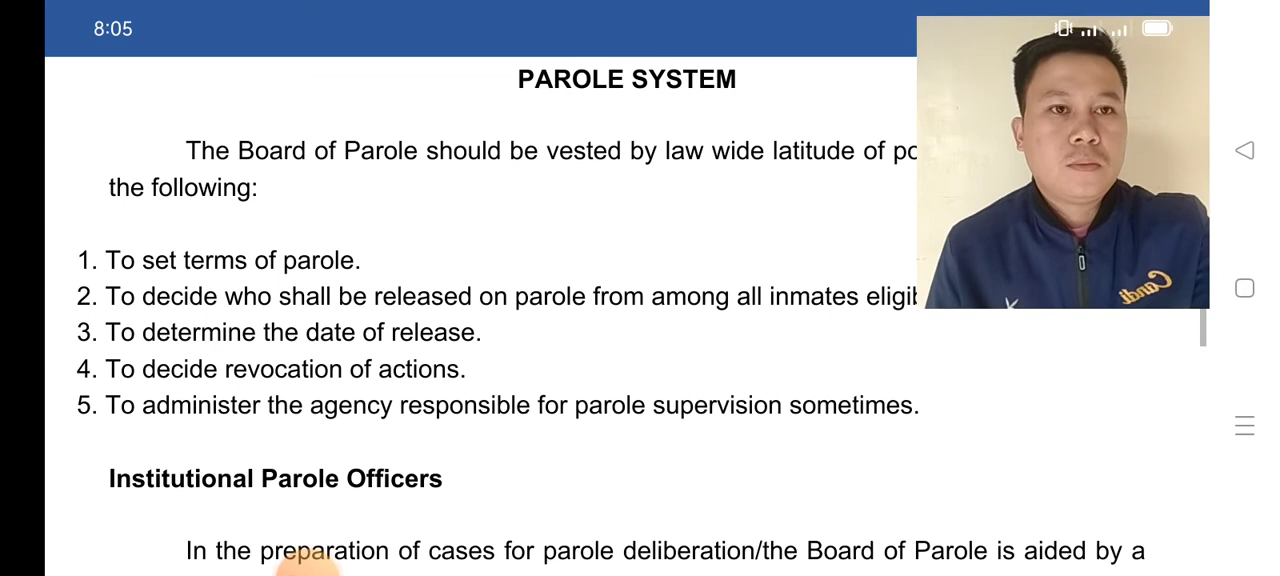 8:05
PAROLE SYSTEM
The Board of Parole should be vested by law wide latitude of
the following:
1. To set terms of parole.
2. To decide who shall be released on parole from among all inmates
3. To determine the date of release.
4. To decide revocation of actions.
5. To administer the agency responsible for parole supervision sometimes.
Institutional Parole Officers
In the preparation of cases for parole deliberation/the Board of Parole is aided by a
Candi